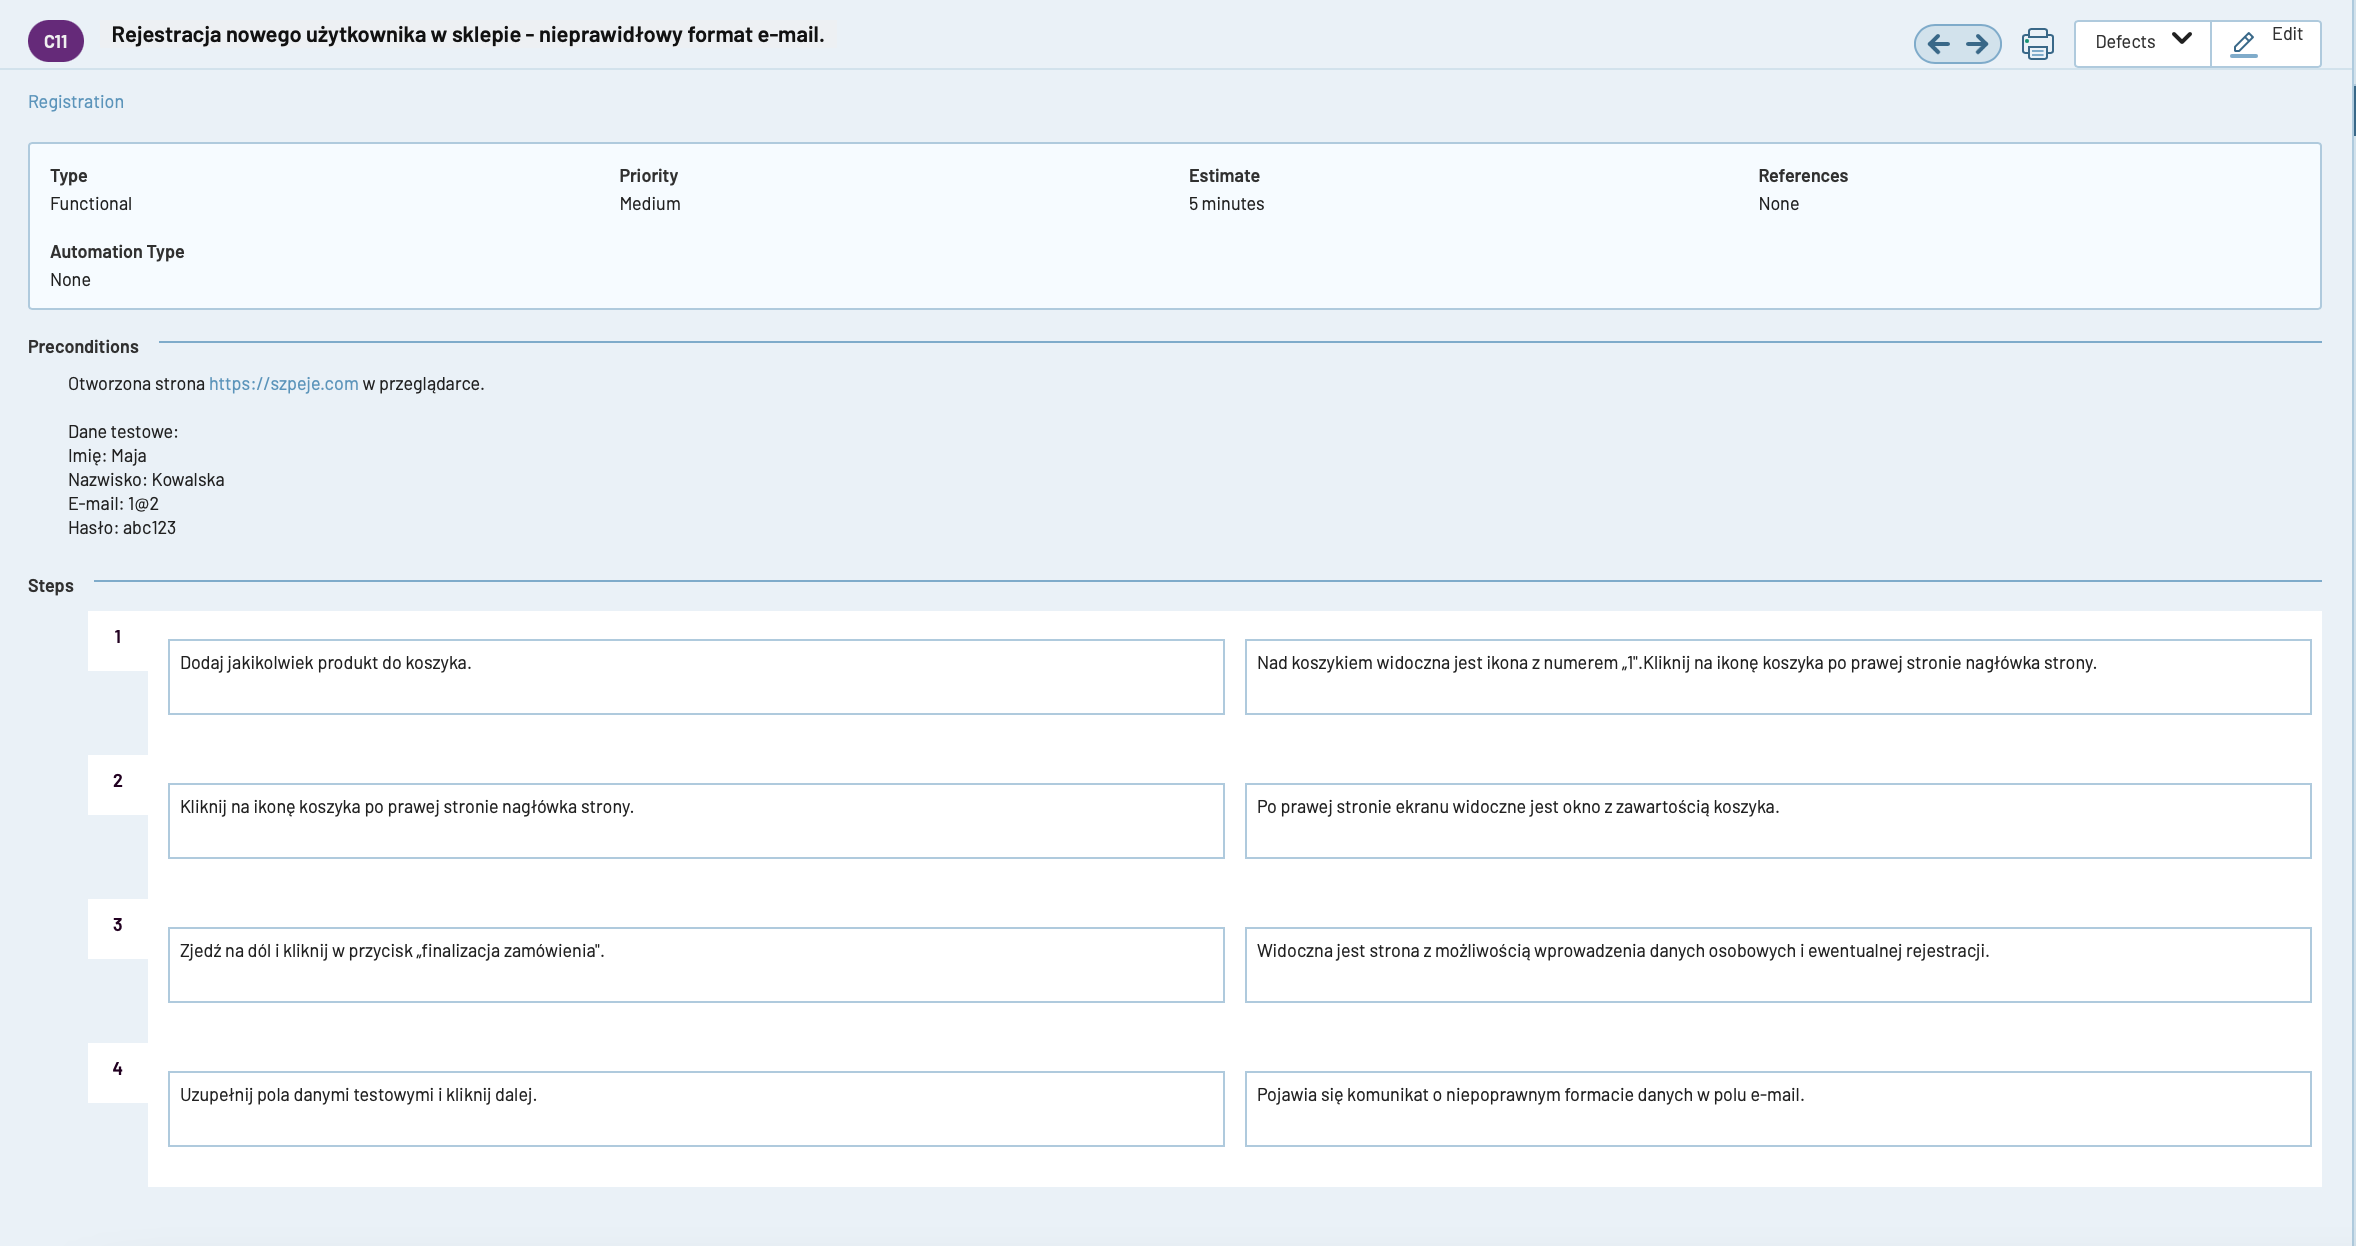 C11
Rejestracja nowego użytkownika w sklepie - nieprawidłowy format e-mail.
Defects
Edit
Registration
Type
Priority
Estimate
References
Functional
Medium
5 minutes
None
Automation Type
None
Preconditions
Otworzona strona https://szpeje.com w przeglądarce.
Dane testowe:
Imię: Maja
Nazwisko: Kowalska
E-mail: 1@2
Hasło: abc123
Steps
1
Dodaj jakikolwiek produkt do koszyka.
Nad koszykiem widoczna jest ikona z numerem „1".Kliknij na ikonę koszyka po prawej stronie nagłówka strony.
2
Kliknij na ikonę koszyka po prawej stronie nagłówka strony.
Po prawej stronie ekranu widoczne jest okno z zawartością koszyka.
3
Zjedź na dól i kliknij w przycisk „finalizacja zamówienia".
Widoczna jest strona z możliwością wprowadzenia danych osobowych i ewentualnej rejestracji.
4
Uzupełnij pola danymi testowymi i kliknij dalej.
Pojawia się komunikat o niepoprawnym formacie danych w polu e-mail.